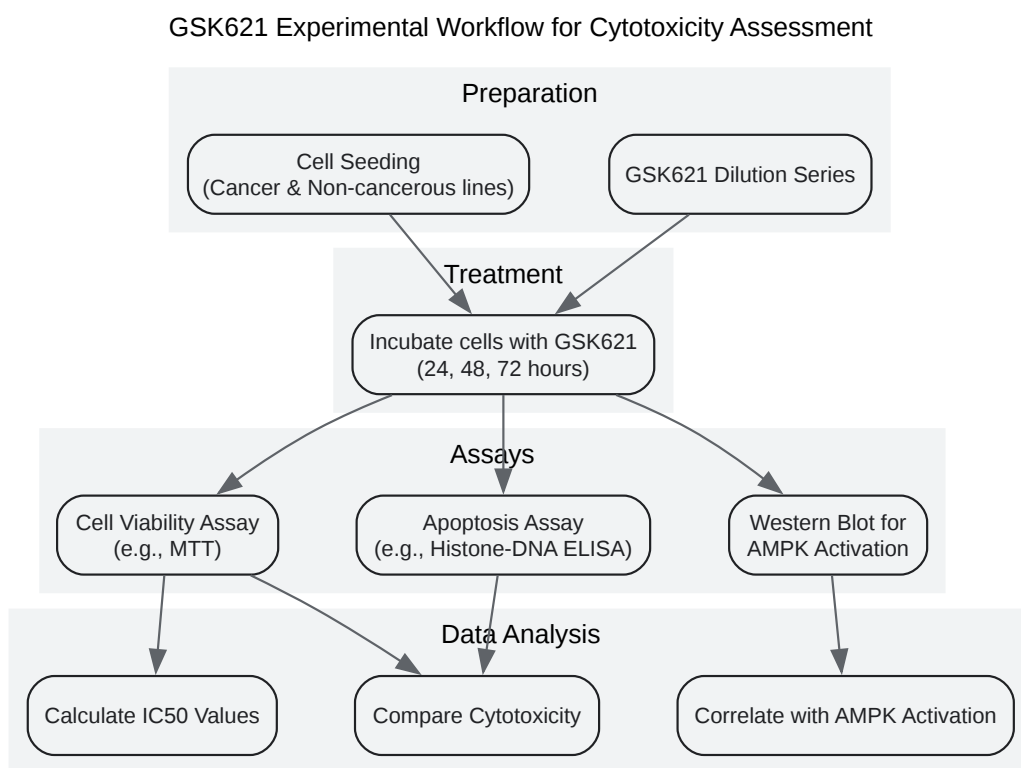 GSK621 Experimental Workflow for Cytotoxicity Assessment
Preparation
Cell Seeding
(Cancer & Non-cancerous lines)
GSK621 Dilution Series
Treatment
Incubate cells with GSK621
(24, 48, 72 hours)
Assays
Cell Viability Assay
(e.g., MTT)
Apoptosis Assay
(e.g., Histone-DNA ELISA)
Western Blot for
AMPK Activation
Data Analysis
Calculate IC50 Values
Compare Cytotoxicity
Correlate with AMPK Activation